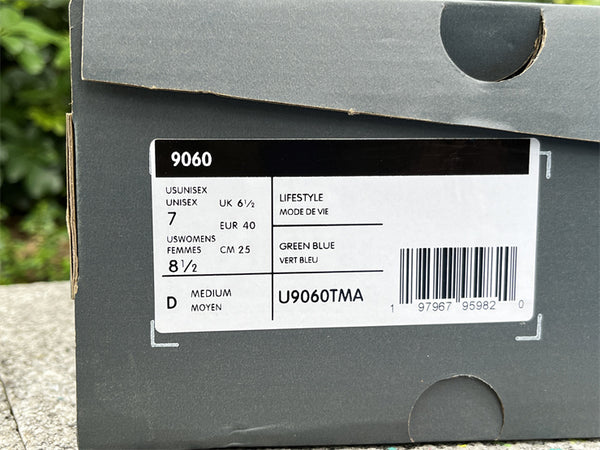 9060
USUNISEX
UNISEX UK 6½
7
EUR 40
USWOMENS
FEMMES CM 25
8½
D MEDIUM
MOYEN
LIFESTYLE
MODE DE VIE
GREEN BLUE
VERT BLEU
U9060TMA
1 97967 95982 0